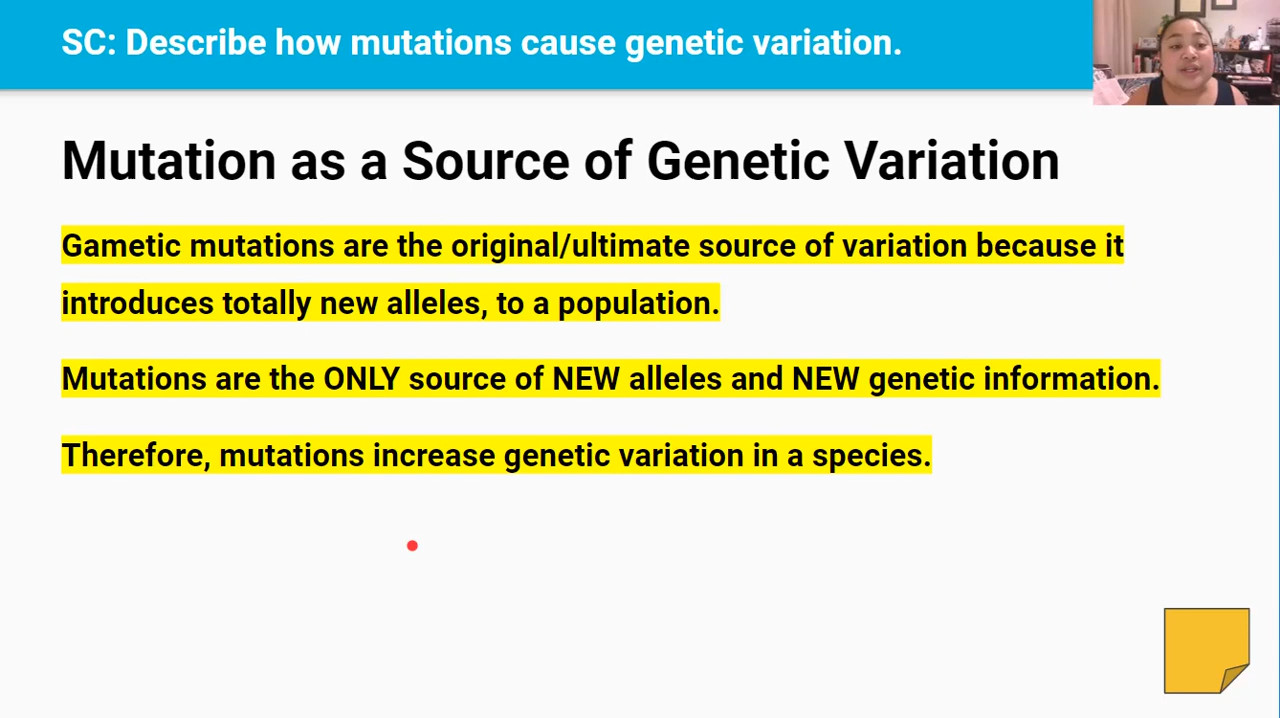 SC: Describe how mutations cause genetic variation.
Mutation as a Source of Genetic Variation
Gametic mutations are the original/ultimate source of variation because it
introduces totally new alleles, to a population.
Mutations are the ONLY source of NEW alleles and NEW genetic information.
Therefore, mutations increase genetic variation in a species.